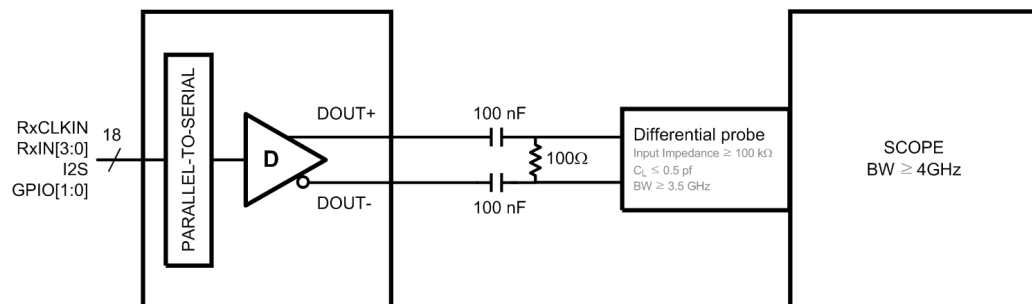 RxCLKIN
RxIN[3:0]
I2S
GPIO[1:0]
18
PARALLEL-TO-SERIAL
D
DOUT+
DOUT-
100 nF
100Ω
100 nF
Differential probe
Input Impedance ≥ 100 kΩ
CL ≤ 0.5 pf
BW ≥ 3.5 GHz
SCOPE
BW ≥ 4GHz